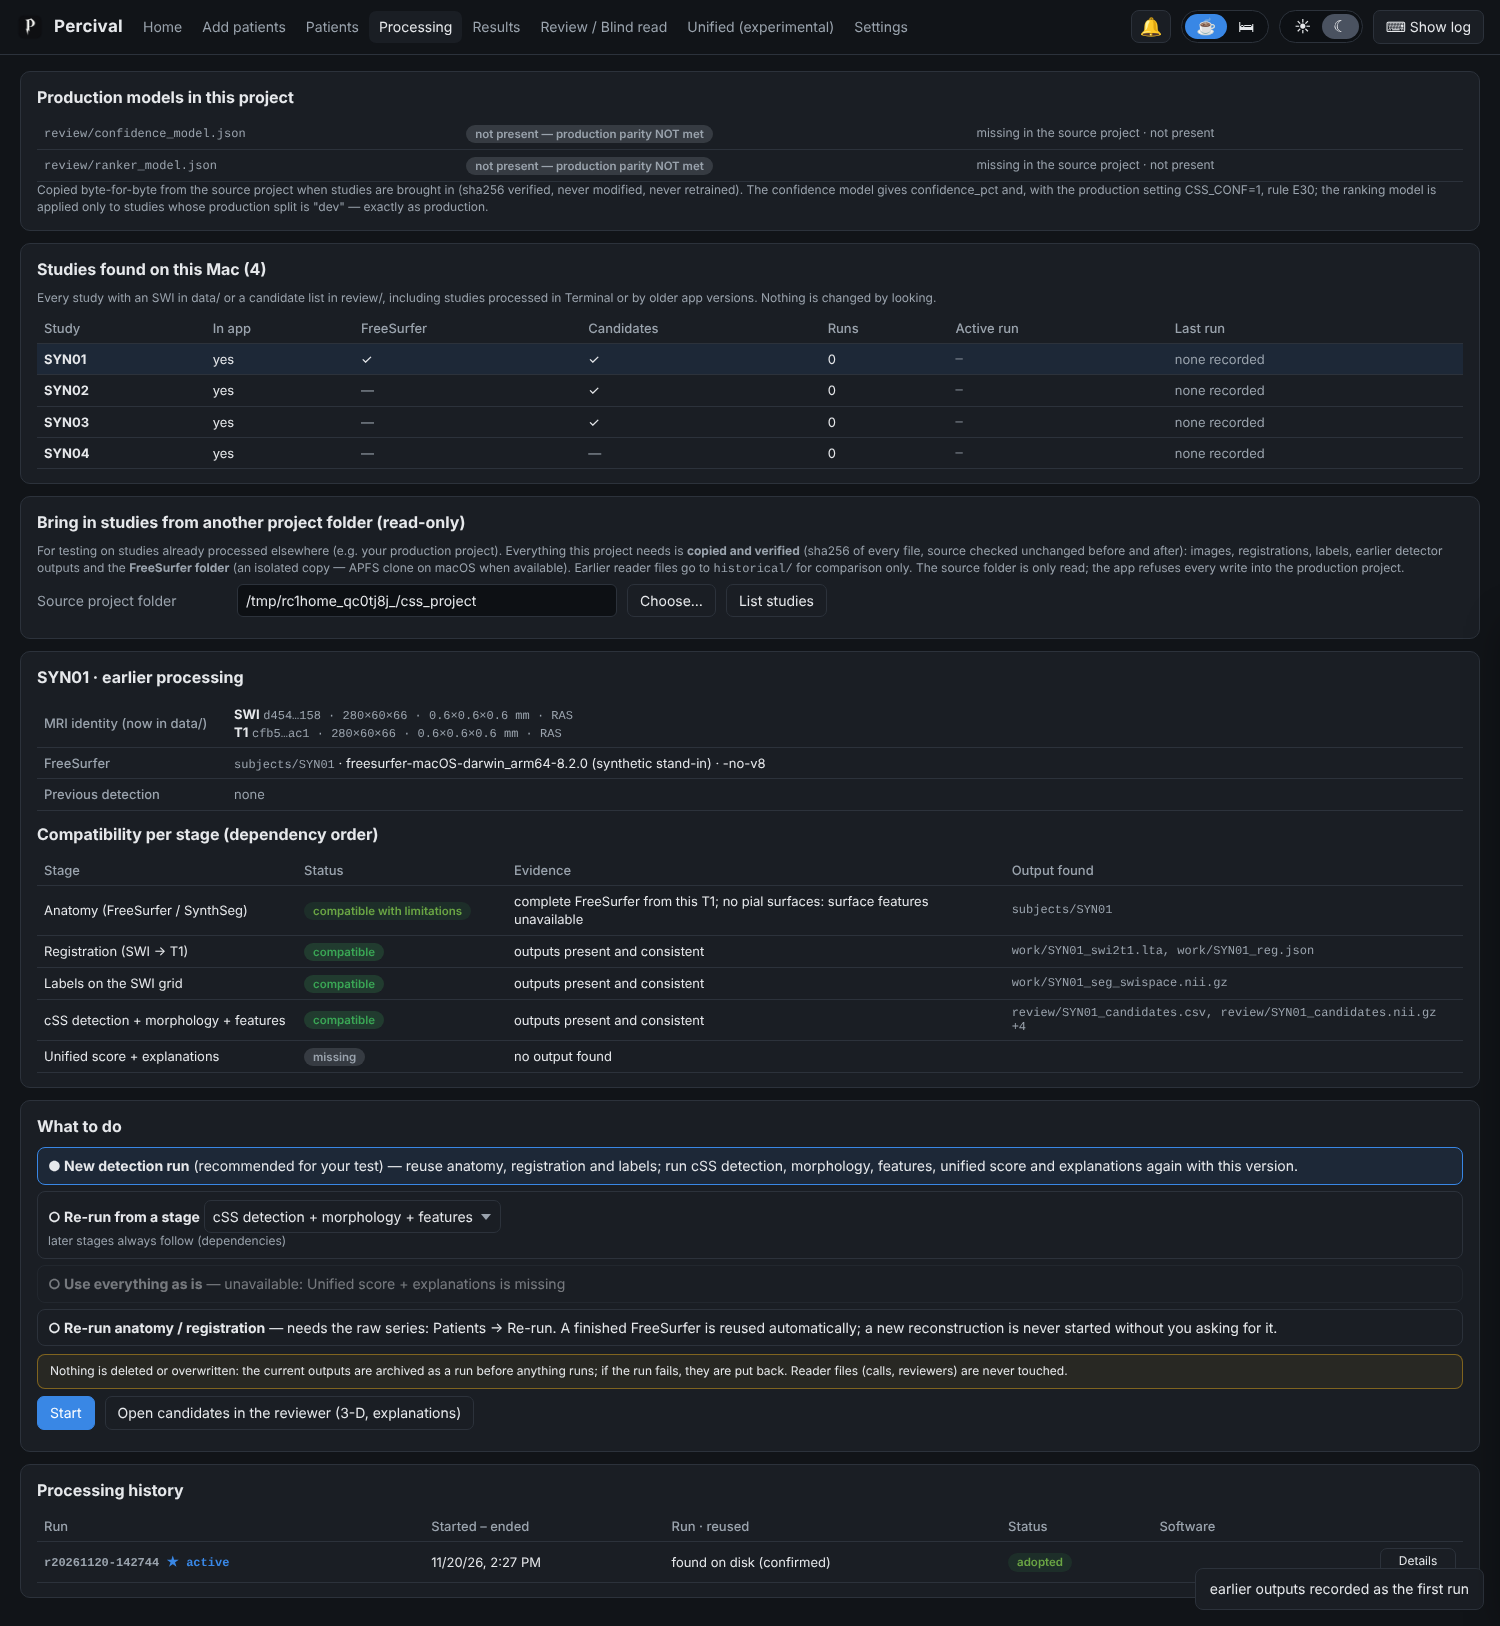 Percival Home Add patients Patients Processing Results Review / Blind read Unified (experimental) Settings Show log
Production models in this project
review/confidence_model.json not present — production parity NOT met missing in the source project · not present
review/ranker_model.json not present — production parity NOT met missing in the source project · not present
Copied byte-for-byte from the source project when studies are brought in (sha256 verified, never modified, never retrained). The confidence model gives confidence_pct and, with the production setting CSS_CONF=1, rule E30; the ranking model is
applied only to studies whose production split is "dev" — exactly as production.
Studies found on this Mac (4)
Every study with an SWI in data/ or a candidate list in review/, including studies processed in Terminal or by older app versions. Nothing is changed by looking.
Study In app FreeSurfer Candidates Runs Active run Last run
SYN01 yes ✓ ✓ 0 – none recorded
SYN02 yes — ✓ 0 – none recorded
SYN03 yes — ✓ 0 – none recorded
SYN04 yes — — 0 – none recorded
Bring in studies from another project folder (read-only)
For testing on studies already processed elsewhere (e.g. your production project). Everything this project needs is copied and verified (sha256 of every file, source checked unchanged before and after): images, registrations, labels, earlier detector
outputs and the FreeSurfer folder (an isolated copy — APFS clone on macOS when available). Earlier reader files go to historical/ for comparison only. The source folder is only read; the app refuses every write into the production project.
Source project folder /tmp/rc1home_qc0tj8j_/css_project Choose... List studies
SYN01 · earlier processing
MRI identity (now in data/) SWI d454…158 · 280×60×66 · 0.6×0.6×0.6 mm · RAS
T1 cfb5…ac1 · 280×60×66 · 0.6×0.6×0.6 mm · RAS
FreeSurfer subjects/SYN01 · freesurfer-macOS-darwin_arm64-8.2.0 (synthetic stand-in) · -no-v8
Previous detection none
Compatibility per stage (dependency order)
Stage Status Evidence Output found
Anatomy (FreeSurfer / SynthSeg) compatible with limitations complete FreeSurfer from this T1; no pial surfaces: surface features
unavailable subjects/SYN01
Registration (SWI → T1) compatible outputs present and consistent work/SYN01_swi2t1.lta, work/SYN01_reg.json
Labels on the SWI grid compatible outputs present and consistent work/SYN01_seg_swispace.nii.gz
cSS detection + morphology + features compatible outputs present and consistent review/SYN01_candidates.csv, review/SYN01_candidates.nii.gz
+4
Unified score + explanations missing no output found
What to do
● New detection run (recommended for your test) — reuse anatomy, registration and labels; run cSS detection, morphology, features, unified score and explanations again with this version.
○ Re-run from a stage cSS detection + morphology + features
later stages always follow (dependencies)
○ Use everything as is — unavailable: Unified score + explanations is missing
○ Re-run anatomy / registration — needs the raw series: Patients → Re-run. A finished FreeSurfer is reused automatically; a new reconstruction is never started without you asking for it.
Nothing is deleted or overwritten: the current outputs are archived as a run before anything runs; if the run fails, they are put back. Reader files (calls, reviewers) are never touched.
Start Open candidates in the reviewer (3-D, explanations)
Processing history
Run Started – ended Run · reused Status Software
r20261120-142744 ★ active 11/20/26, 2:27 PM found on disk (confirmed) adopted Details
earlier outputs recorded as the first run